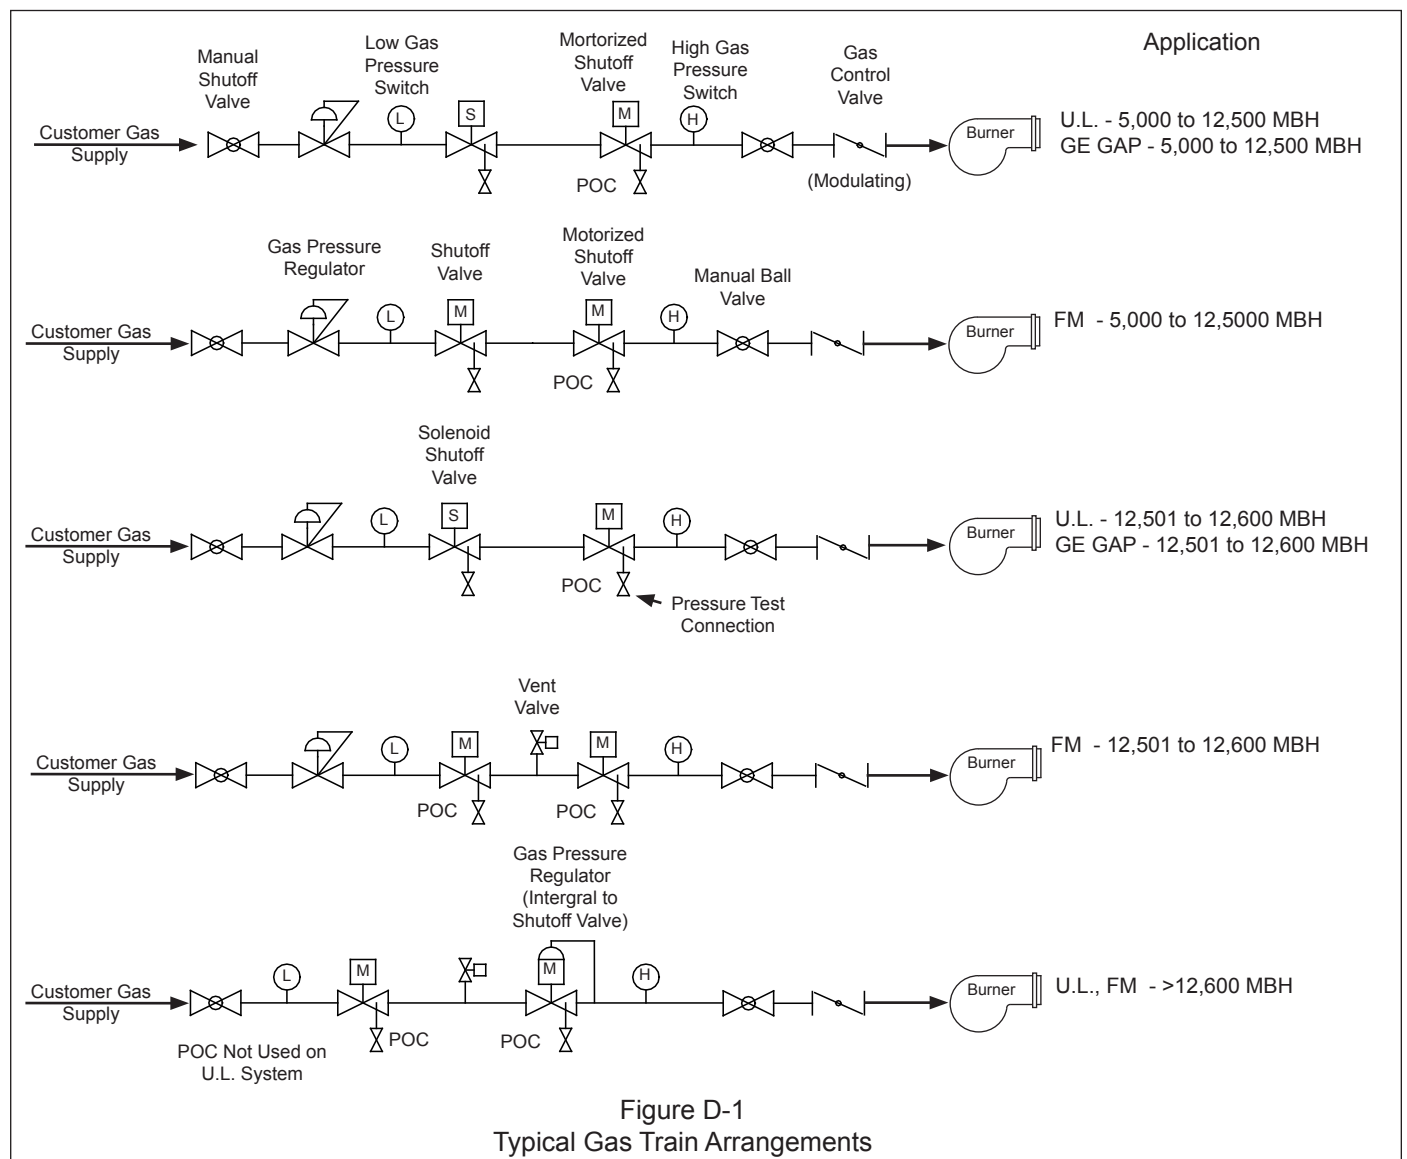 Application
Manual
Shutoff
Valve
Low Gas
Pressure
Switch
Mortorized
Shutoff
Valve
High Gas
Pressure
Switch
Gas
Control
Valve
Customer Gas
Supply
L
S
M
H
POC
(Modulating)
Burner
U.L. - 5,000 to 12,500 MBH
GE GAP - 5,000 to 12,500 MBH
Gas Pressure
Regulator
Shutoff
Valve
Motorized
Shutoff
Valve
Manual Ball
Valve
Customer Gas
Supply
L
M
M
H
POC
Burner
FM - 5,000 to 12,5000 MBH
Solenoid
Shutoff
Valve
Customer Gas
Supply
L
S
M
H
POC
Pressure Test
Connection
Burner
U.L. - 12,501 to 12,600 MBH
GE GAP - 12,501 to 12,600 MBH
Vent
Valve
Customer Gas
Supply
L
M
M
H
POC
POC
Burner
FM - 12,501 to 12,600 MBH
Gas Pressure
Regulator
(Intergral to
Shutoff Valve)
Customer Gas
Supply
L
M
M
H
POC
POC
Burner
U.L., FM - >12,600 MBH
POC Not Used on
U.L. System
Figure D-1
Typical Gas Train Arrangements